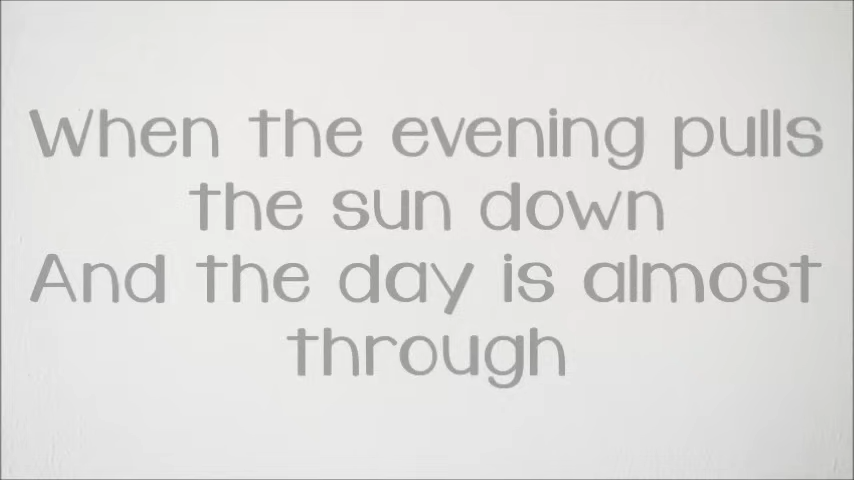 When the evening pulls
the sun down
And the day is almost
through